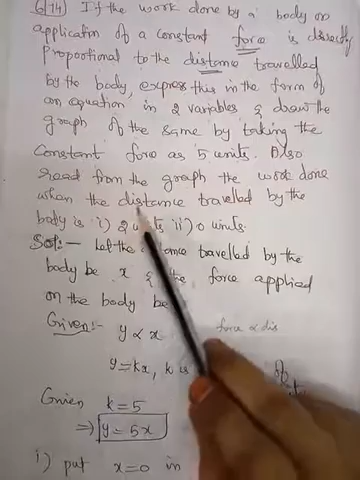 6(74) If the work done by a body on
application of a constant force is directly
proportional to the distance travelled
by the body, express this in the form of
an equation in 2 variables & draw the
graph of the same by taking the
constant force as 5 units. Also
read from the graph the work done
when the distance travelled by the
body is i) 2 units ii) 0 units.
Sol:- Let the distance travelled by the
body be x & the force applied
on the body be
Given:- y ∝ x force ∝ dis
y = kx, k is of
Given k = 5
⇒ y = 5x
i) put x = 0 in